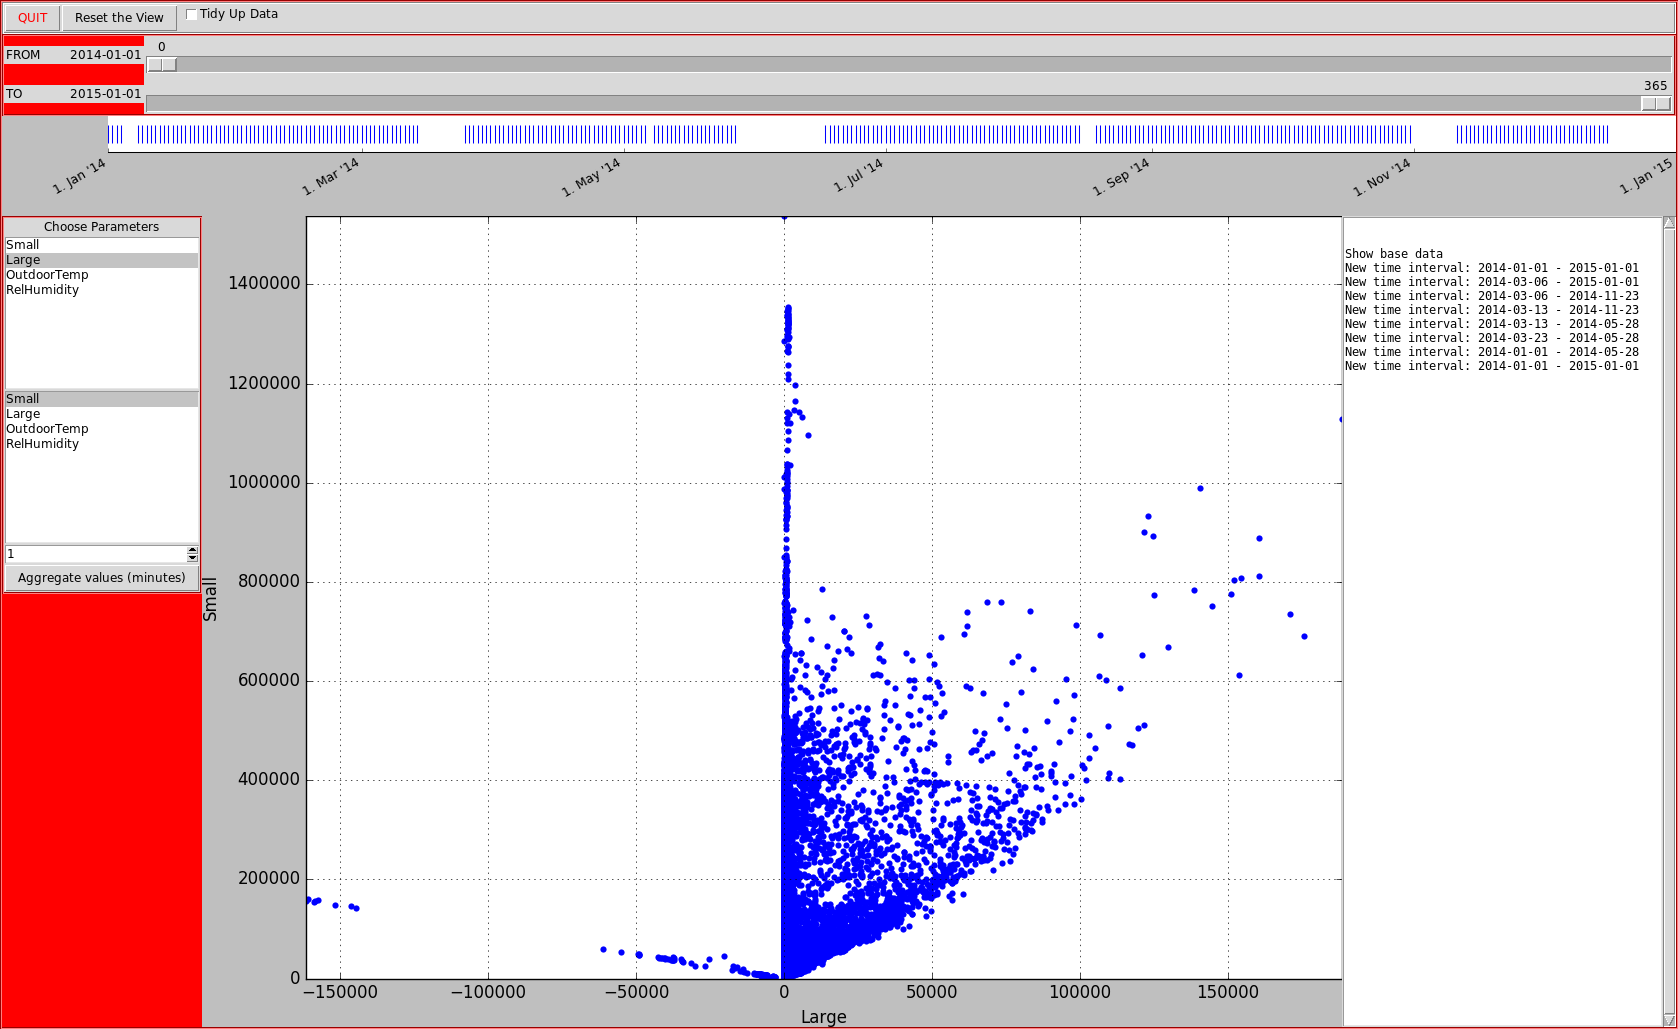 QUIT Reset the View Tidy Up Data
0
FROM 2014-01-01
365
TO 2015-01-01
1. Jan '14 1. Mar '14 1. May '14 1. Jul '14 1. Sep '14 1. Nov '14 1. Jan '15
Choose Parameters
Small
Large
OutdoorTemp
RelHumidity
Small
Large
OutdoorTemp
RelHumidity
1
Aggregate values (minutes)
Small
1400000
1200000
1000000
800000
600000
400000
200000
0
−150000 −100000 −50000 0 50000 100000 150000
Large
Show base data
New time interval: 2014-01-01 - 2015-01-01
New time interval: 2014-03-06 - 2015-01-01
New time interval: 2014-03-06 - 2014-11-23
New time interval: 2014-03-13 - 2014-11-23
New time interval: 2014-03-13 - 2014-05-28
New time interval: 2014-03-23 - 2014-05-28
New time interval: 2014-01-01 - 2014-05-28
New time interval: 2014-01-01 - 2015-01-01